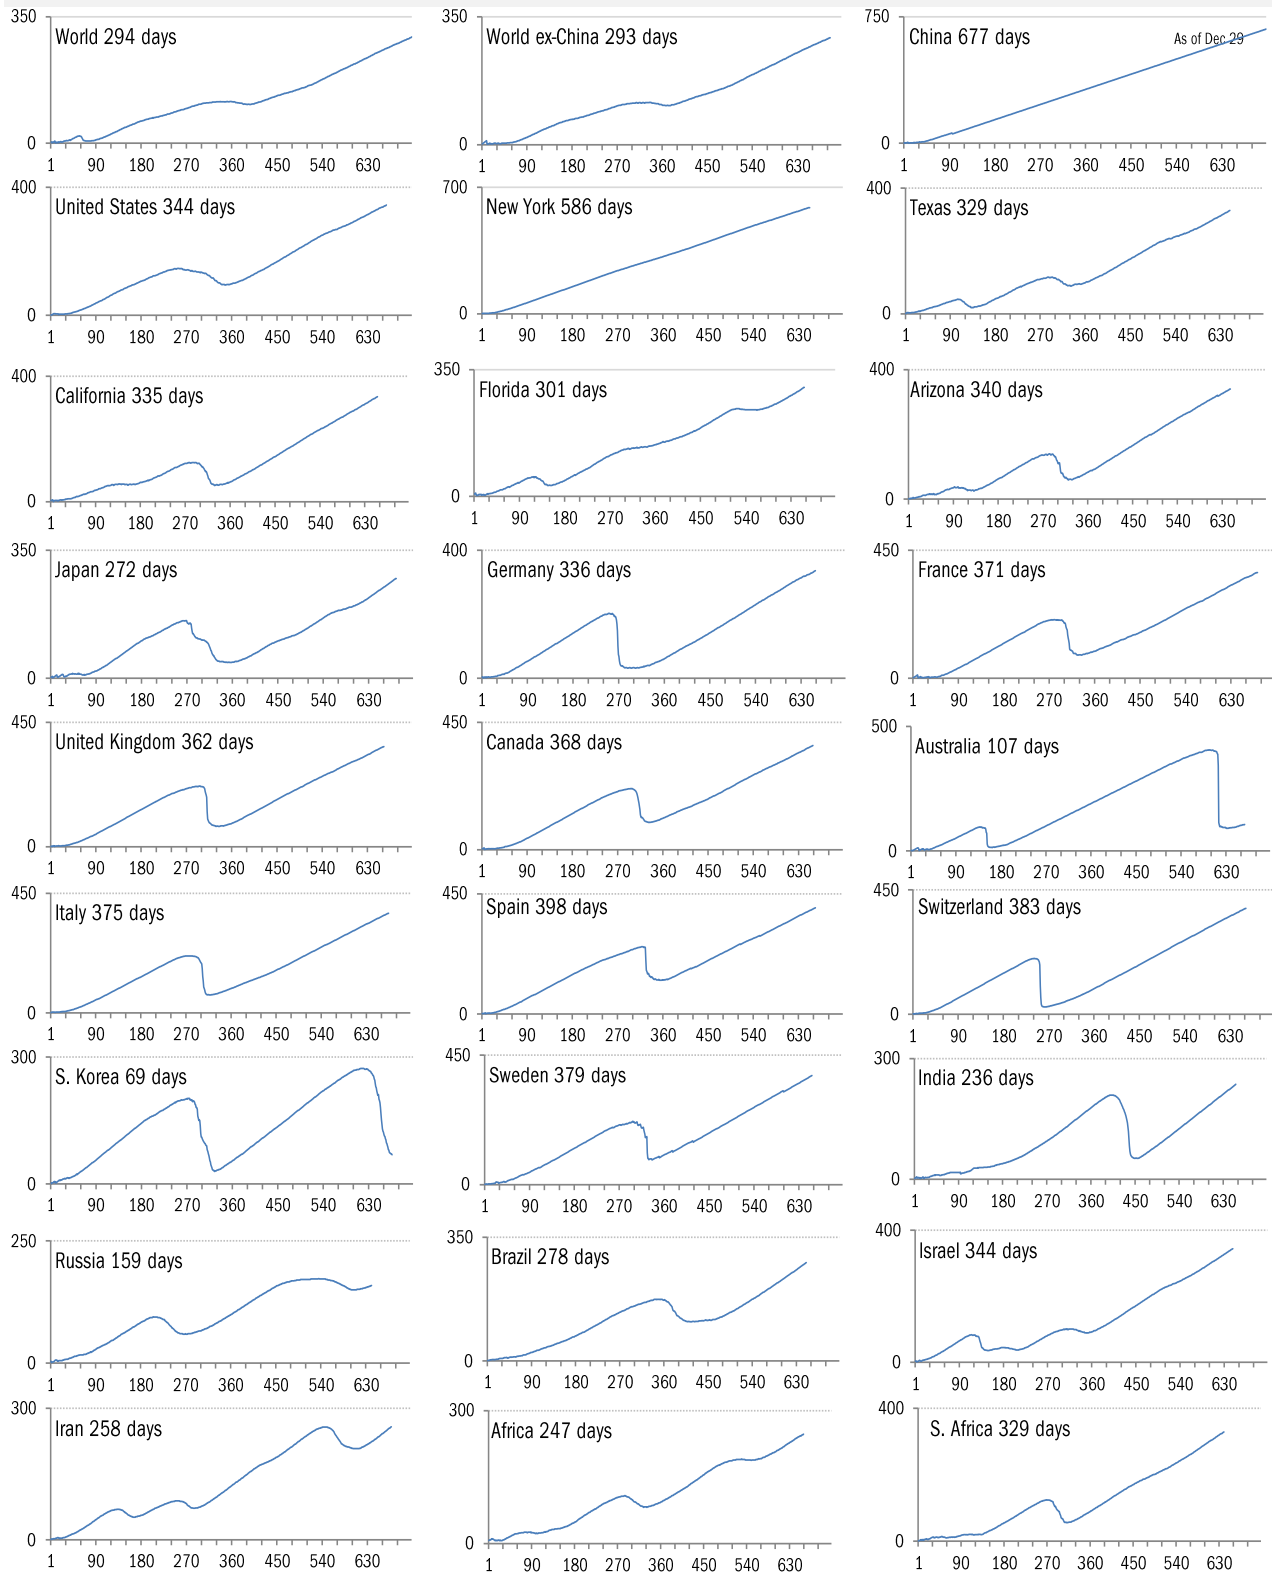 350
World 294 days
0
1 90 180 270 360 450 540 630
350
World ex-China 293 days
0
1 90 180 270 360 450 540 630
750
China 677 days
As of Dec 29
0
1 90 180 270 360 450 540 630
400
United States 344 days
0
1 90 180 270 360 450 540 630
700
New York 586 days
0
1 90 180 270 360 450 540 630
400
Texas 329 days
0
1 90 180 270 360 450 540 630
400
California 335 days
0
1 90 180 270 360 450 540 630
350
Florida 301 days
0
1 90 180 270 360 450 540 630
400
Arizona 340 days
0
1 90 180 270 360 450 540 630
350
Japan 272 days
0
1 90 180 270 360 450 540 630
400
Germany 336 days
0
1 90 180 270 360 450 540 630
450
France 371 days
0
1 90 180 270 360 450 540 630
450
United Kingdom 362 days
0
1 90 180 270 360 450 540 630
450
Canada 368 days
0
1 90 180 270 360 450 540 630
500
Australia 107 days
0
1 90 180 270 360 450 540 630
450
Italy 375 days
0
1 90 180 270 360 450 540 630
450
Spain 398 days
0
1 90 180 270 360 450 540 630
450
Switzerland 383 days
0
1 90 180 270 360 450 540 630
300
S. Korea 69 days
0
1 90 180 270 360 450 540 630
450
Sweden 379 days
0
1 90 180 270 360 450 540 630
300
India 236 days
0
1 90 180 270 360 450 540 630
250
Russia 159 days
0
1 90 180 270 360 450 540 630
350
Brazil 278 days
0
1 90 180 270 360 450 540 630
400
Israel 344 days
0
1 90 180 270 360 450 540 630
300
Iran 258 days
0
1 90 180 270 360 450 540 630
300
Africa 247 days
0
1 90 180 270 360 450 540 630
400
S. Africa 329 days
0
1 90 180 270 360 450 540 630